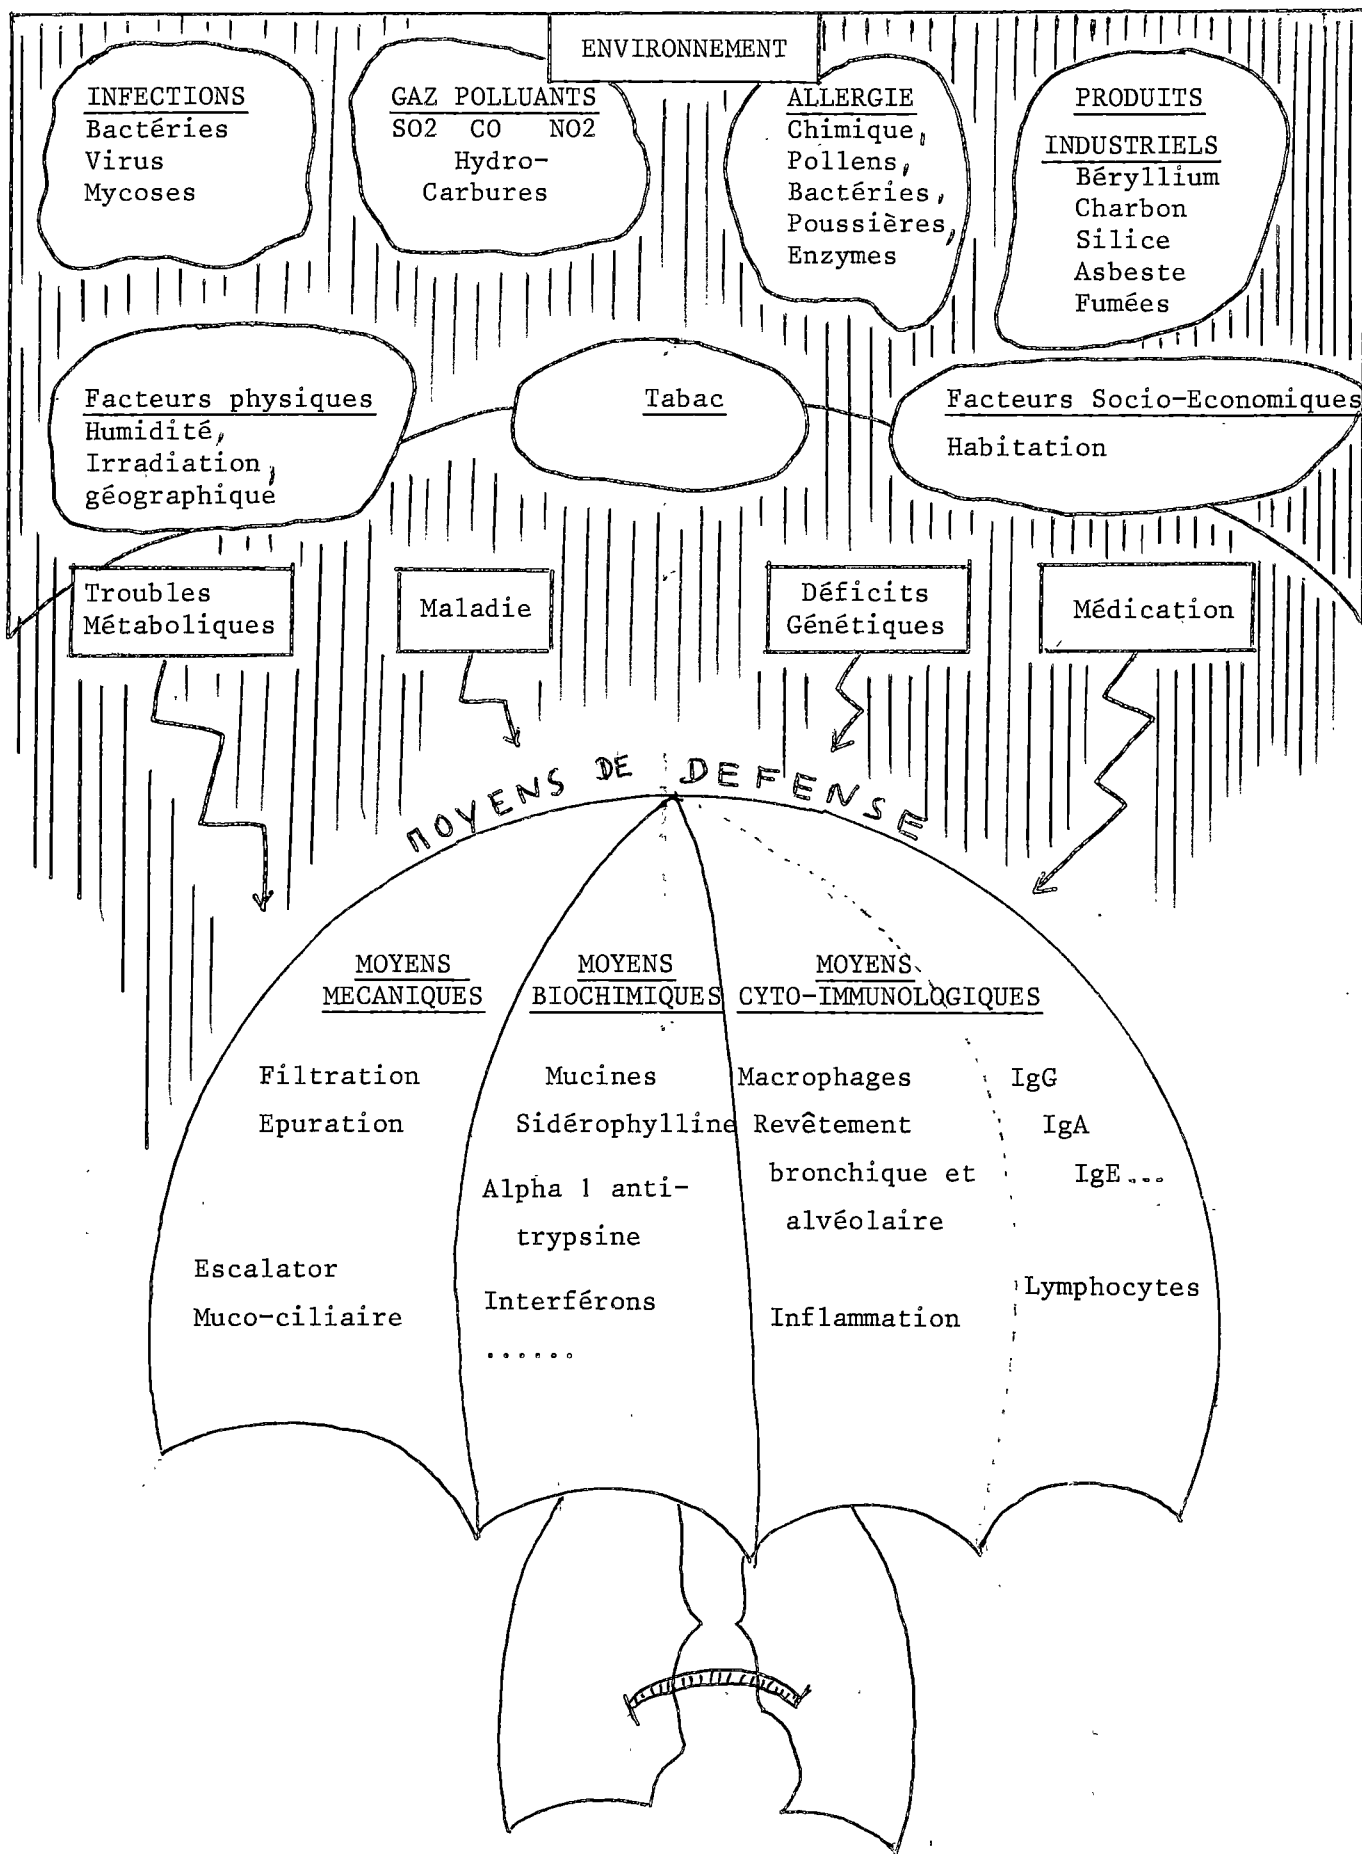 ENVIRONNEMENT
INFECTIONS
Bactéries
Virus
Mycoses
GAZ POLLUANTS
SO2 CO NO2
Hydro-
Carbures
ALLERGIE
Chimique,
Pollens,
Bactéries,
Poussières,
Enzymes
PRODUITS
INDUSTRIELS
Béryllium
Charbon
Silice
Asbeste
Fumées
Facteurs physiques
Humidité,
Irradiation,
géographique
Tabac
Facteurs Socio-Economiques
Habitation
Troubles
Métaboliques
Maladie
Déficits
Génétiques
Médication
MOYENS DE DEFENSE
MOYENS
MECANIQUES
Filtration
Epuration
Escalator
Muco-ciliaire
MOYENS
BIOCHIMIQUES
Mucines
Sidérophylline
Alpha 1 anti-
trypsine
Interférons
......
MOYENS
CYTO-IMMUNOLOGIQUES
Macrophages
Revêtement
bronchique et
alvéolaire
Inflammation
IgG
IgA
IgE...
Lymphocytes